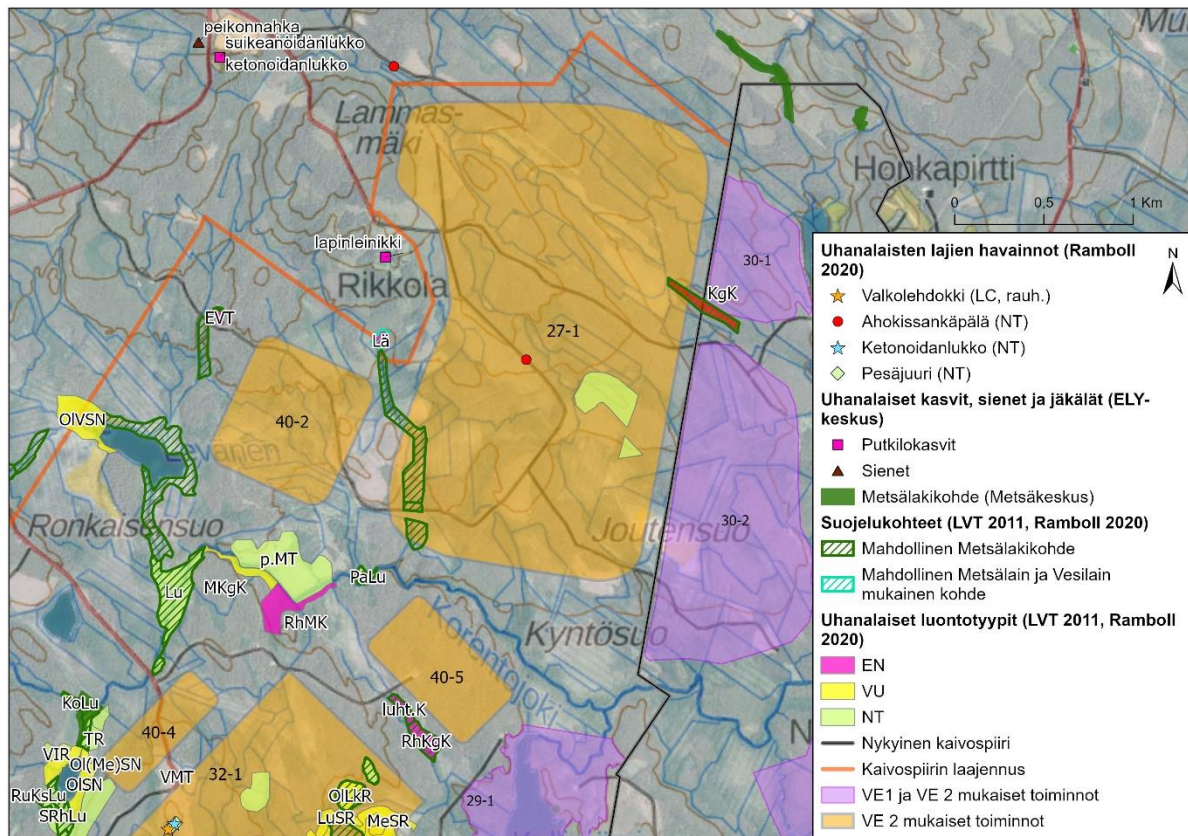 peikonnahka
suikeanoidanlukko
ketonoidanlukko
Lammas-
mäki
Honkapirtti
0 0,5 1 Km
lapinleinikki
Rikkola
30-1
KgK
EVT
Lä
27-1
40-2
OlVSN
Levänen
Ronkaisensuo
Joutensuo
30-2
p.MT
MKgK
PaLu
Lu
RhMK
Kyntösuo
Korentojoki
40-5
luht.K
RhKgK
KoLu
TR
40-4
VIR
Ol(Me)SN
OlSN
VMT
32-1
RuKsLu
SRhLu
OlLkR
LuSR
MeSR
29-1
N
Uhanalaisten lajien havainnot (Ramboll
2020)
N
Valkolehdokki (LC, rauh.)
Ahokissankäpälä (NT)
Ketonoidanlukko (NT)
Pesäjuuri (NT)
Uhanalaiset kasvit, sienet ja jäkälät (ELY-
keskus)
Putkilokasvit
Sienet
Metsälakikohde (Metsäkeskus)
Suojelukohteet (LVT 2011, Ramboll 2020)
Mahdollinen Metsälakikohde
Mahdollinen Metsälain ja Vesilain
mukainen kohde
Uhanalaiset luontotyypit (LVT 2011, Ramboll
2020)
EN
VU
NT
Nykyinen kaivospiiri
Kaivospiirin laajennus
VE1 ja VE 2 mukaiset toiminnot
VE 2 mukaiset toiminnot